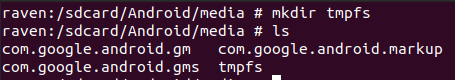 raven:/sdcard/Android/media # mkdir tmpfs
raven:/sdcard/Android/media # ls
com.google.android.gm   com.google.android.markup
com.google.android.gms  tmpfs